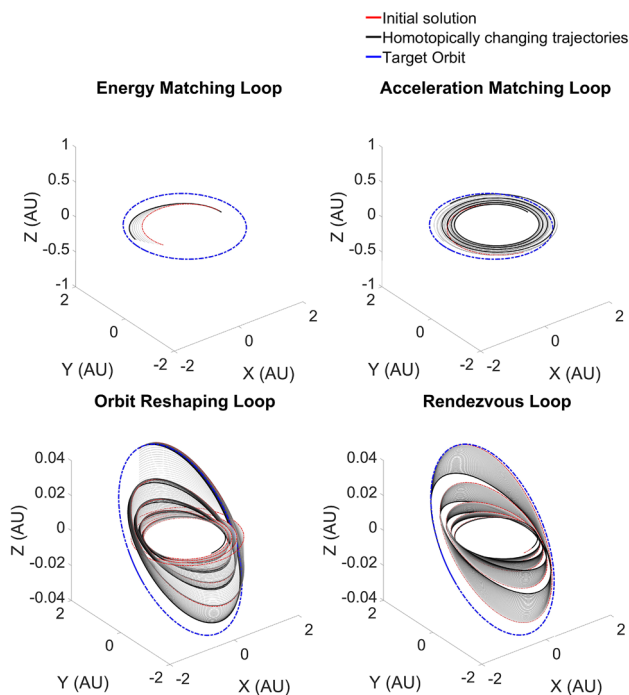 Initial solution
Homotopically changing trajectories
Target Orbit
Energy Matching Loop
Acceleration Matching Loop
1
0.5
0
-0.5
-1
Z (AU)
2
0
-2
Y (AU)
-2
0
2
X (AU)
1
0.5
0
-0.5
-1
Z (AU)
2
0
-2
Y (AU)
-2
0
2
X (AU)
Orbit Reshaping Loop
Rendezvous Loop
0.04
0.02
0
-0.02
-0.04
Z (AU)
2
0
-2
Y (AU)
-2
0
2
X (AU)
0.04
0.02
0
-0.02
-0.04
Z (AU)
2
0
-2
Y (AU)
-2
0
2
X (AU)